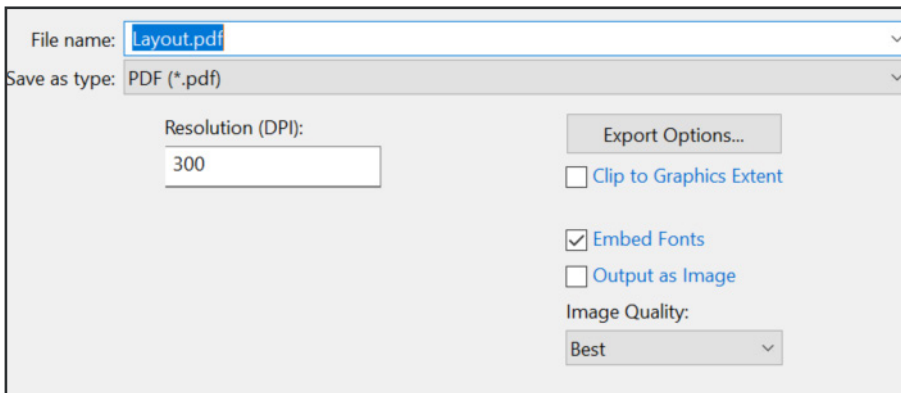 File name: Layout.pdf
Save as type: PDF (*.pdf)
Resolution (DPI):
300
Export Options...
Clip to Graphics Extent
Embed Fonts
Output as Image
Image Quality:
Best